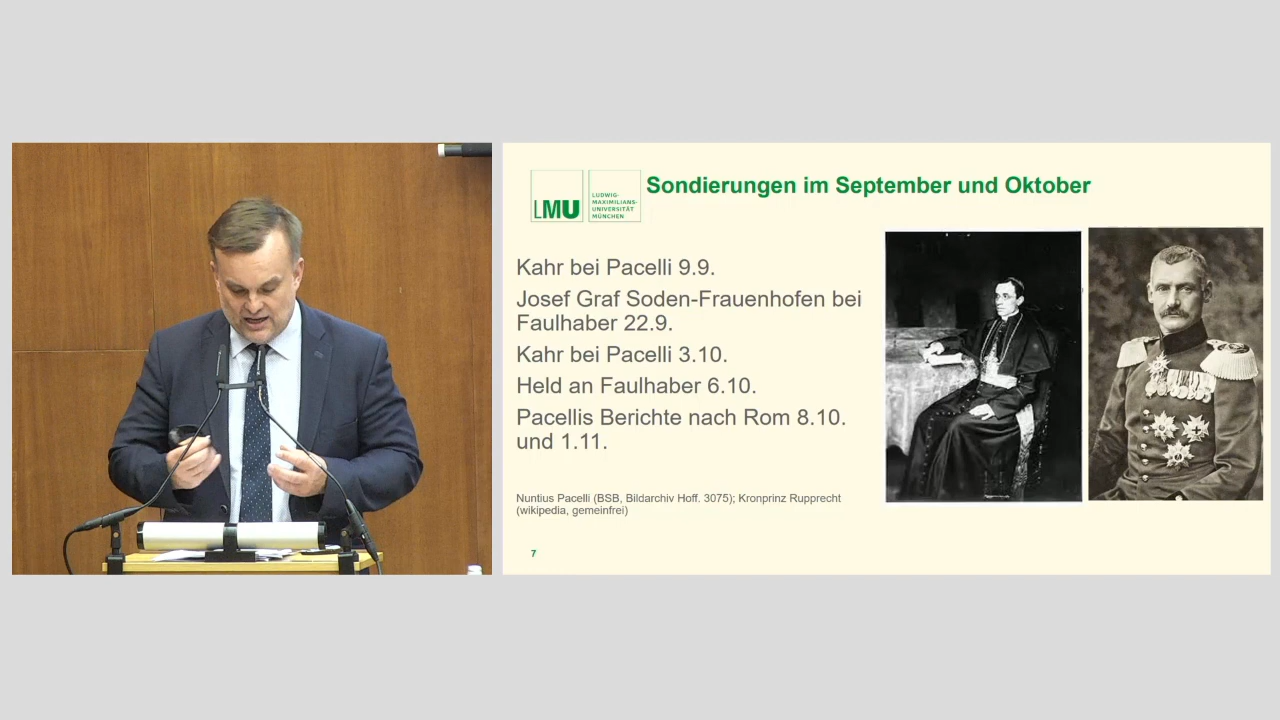 LMU
LUDWIG-
MAXIMILIANS-
UNIVERSITÄT
MÜNCHEN
Sondierungen im September und Oktober
Kahr bei Pacelli 9.9.
Josef Graf Soden-Frauenhofen bei
Faulhaber 22.9.
Kahr bei Pacelli 3.10.
Held an Faulhaber 6.10.
Pacellis Berichte nach Rom 8.10.
und 1.11.
Nuntius Pacelli (BSB, Bildarchiv Hoff. 3075); Kronprinz Rupprecht
(wikipedia, gemeinfrei)
7